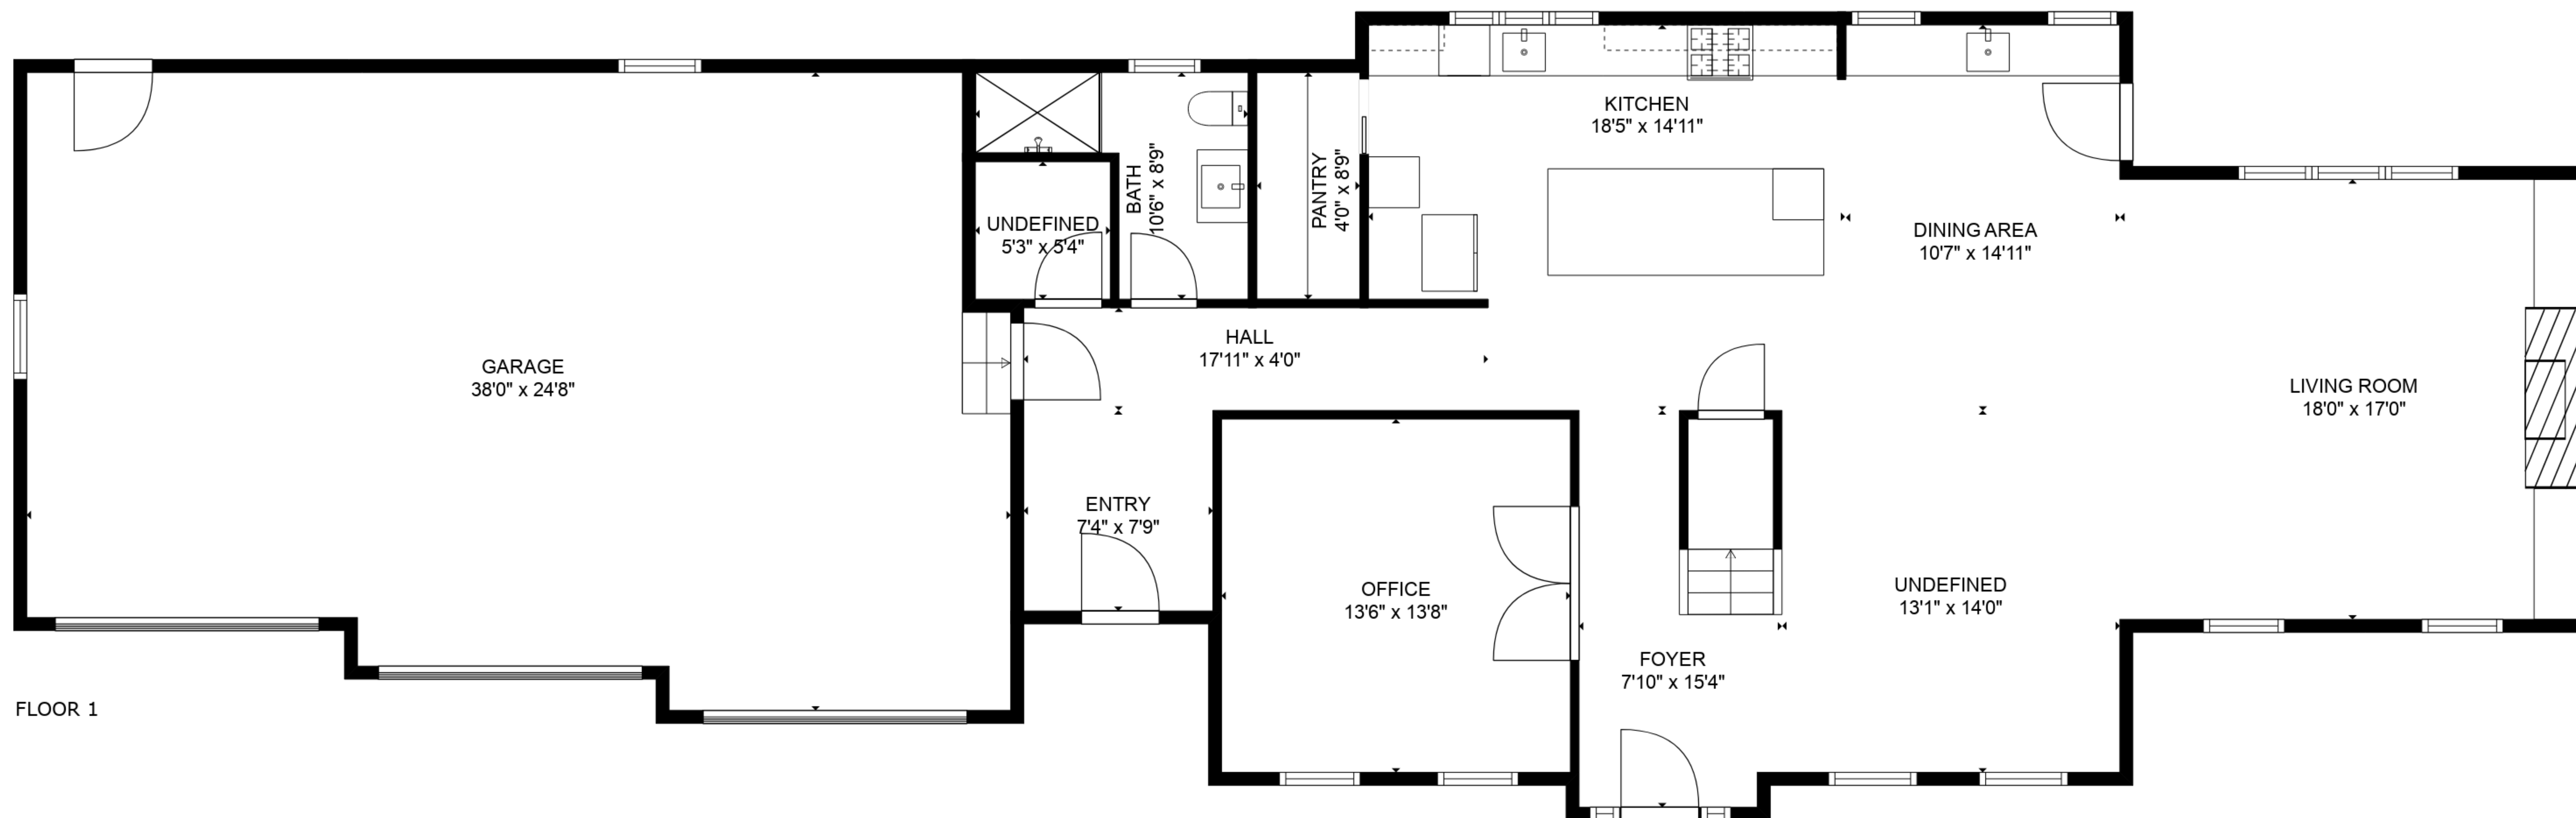 KITCHEN
18'5" x 14'11"
BATH
10'6" x 8'9"
PANTRY
4'0" x 8'9"
UNDEFINED
5'3" x 5'4"
DINING AREA
10'7" x 14'11"
HALL
17'11" x 4'0"
GARAGE
38'0" x 24'8"
LIVING ROOM
18'0" x 17'0"
ENTRY
7'4" x 7'9"
OFFICE
13'6" x 13'8"
UNDEFINED
13'1" x 14'0"
FOYER
7'10" x 15'4"
FLOOR 1